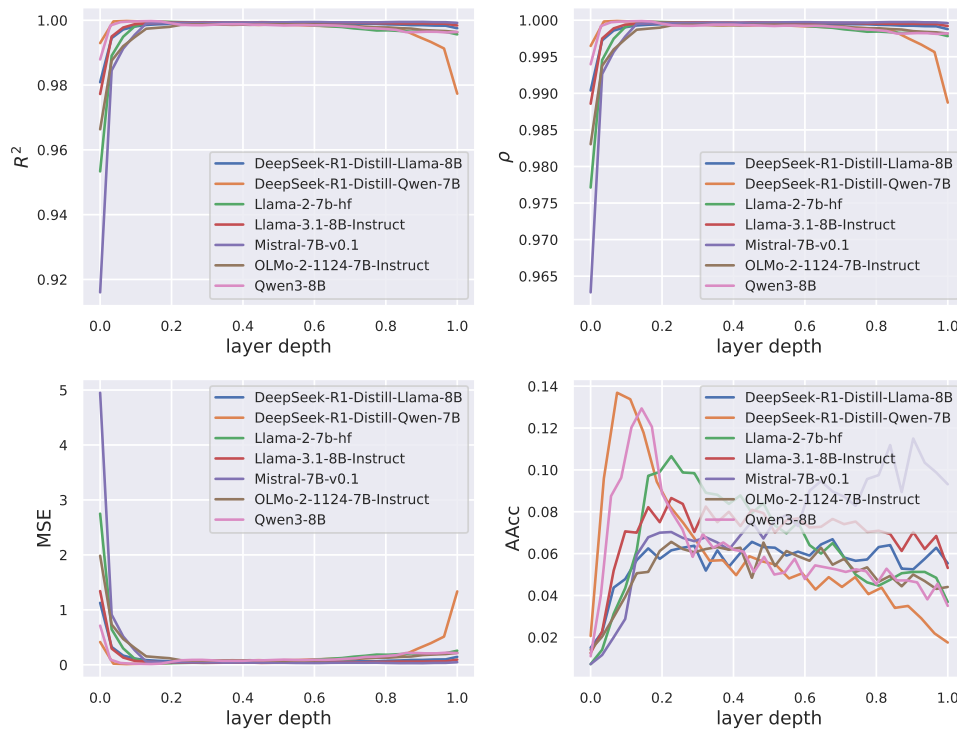 1.00
0.98
0.96
0.94
0.92
R²
DeepSeek-R1-Distill-Llama-8B
DeepSeek-R1-Distill-Qwen-7B
Llama-2-7b-hf
Llama-3.1-8B-Instruct
Mistral-7B-v0.1
OLMo-2-1124-7B-Instruct
Qwen3-8B
0.0 0.2 0.4 0.6 0.8 1.0
layer depth
1.000
0.995
0.990
0.985
0.980
0.975
0.970
0.965
ρ
DeepSeek-R1-Distill-Llama-8B
DeepSeek-R1-Distill-Qwen-7B
Llama-2-7b-hf
Llama-3.1-8B-Instruct
Mistral-7B-v0.1
OLMo-2-1124-7B-Instruct
Qwen3-8B
0.0 0.2 0.4 0.6 0.8 1.0
layer depth
5
4
3
2
1
0
MSE
DeepSeek-R1-Distill-Llama-8B
DeepSeek-R1-Distill-Qwen-7B
Llama-2-7b-hf
Llama-3.1-8B-Instruct
Mistral-7B-v0.1
OLMo-2-1124-7B-Instruct
Qwen3-8B
0.0 0.2 0.4 0.6 0.8 1.0
layer depth
0.14
0.12
0.10
0.08
0.06
0.04
0.02
AAcc
DeepSeek-R1-Distill-Llama-8B
DeepSeek-R1-Distill-Qwen-7B
Llama-2-7b-hf
Llama-3.1-8B-Instruct
Mistral-7B-v0.1
OLMo-2-1124-7B-Instruct
Qwen3-8B
0.0 0.2 0.4 0.6 0.8 1.0
layer depth